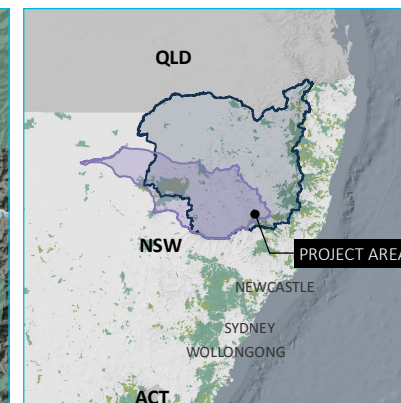 QLD
NSW
PROJECT AREA
NEWCASTLE
SYDNEY
WOLLONGONG
ACT